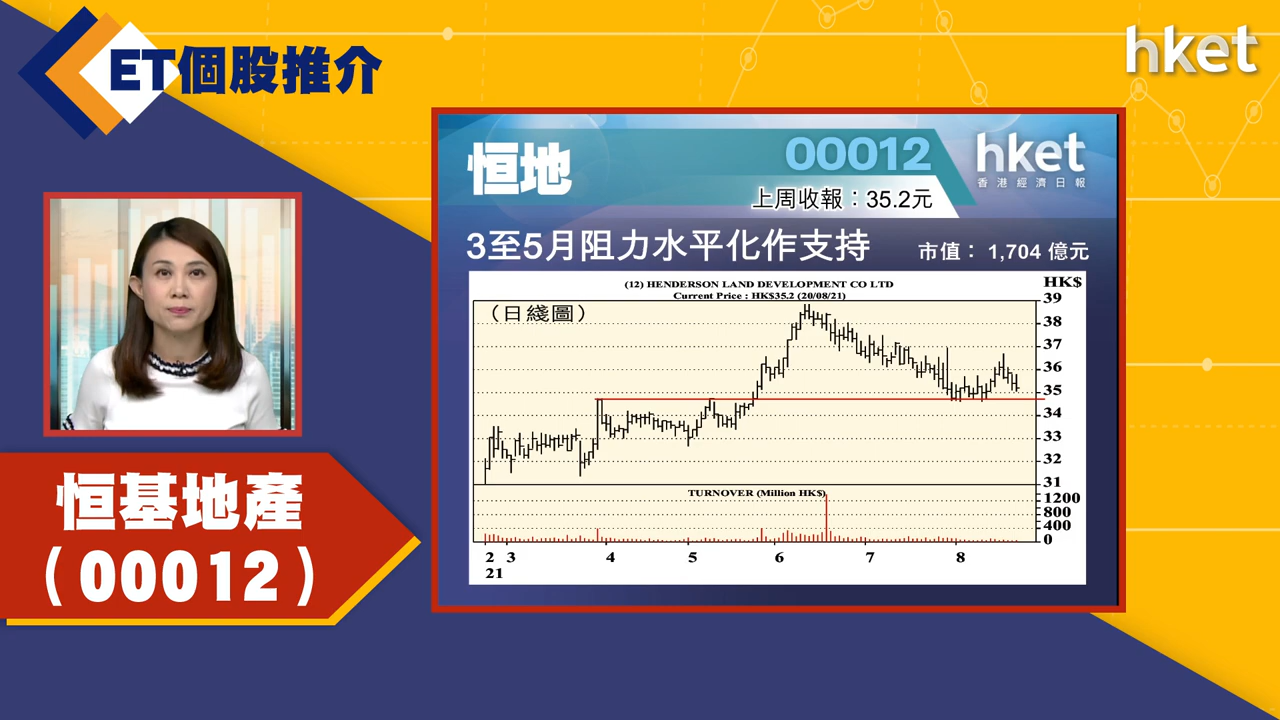 ET個股推介
hket
恒地
00012
hket
香港經濟日報
上周收報：35.2元
3至5月阻力水平化作支持
市值： 1,704 億元
(12) HENDERSON LAND DEVELOPMENT CO LTD
HK$
Current Price : HK$35.2 (20/08/21)
（日綫圖）
39
38
37
36
35
34
33
32
31
TURNOVER (Million HK$)
1200
800
400
0
2 3 4 5 6 7 8
21
恒基地產
（00012）